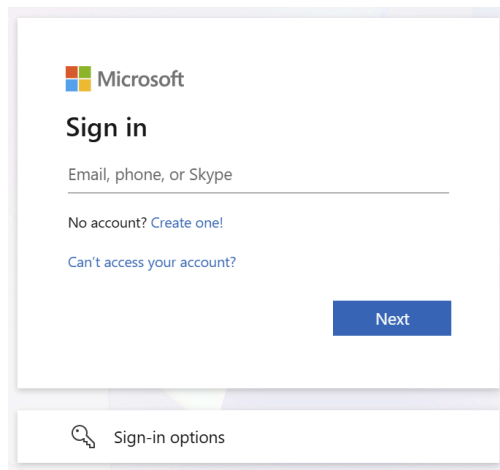 Microsoft
Sign in
Email, phone, or Skype
No account? Create one!
Can't access your account?
Next
Sign-in options